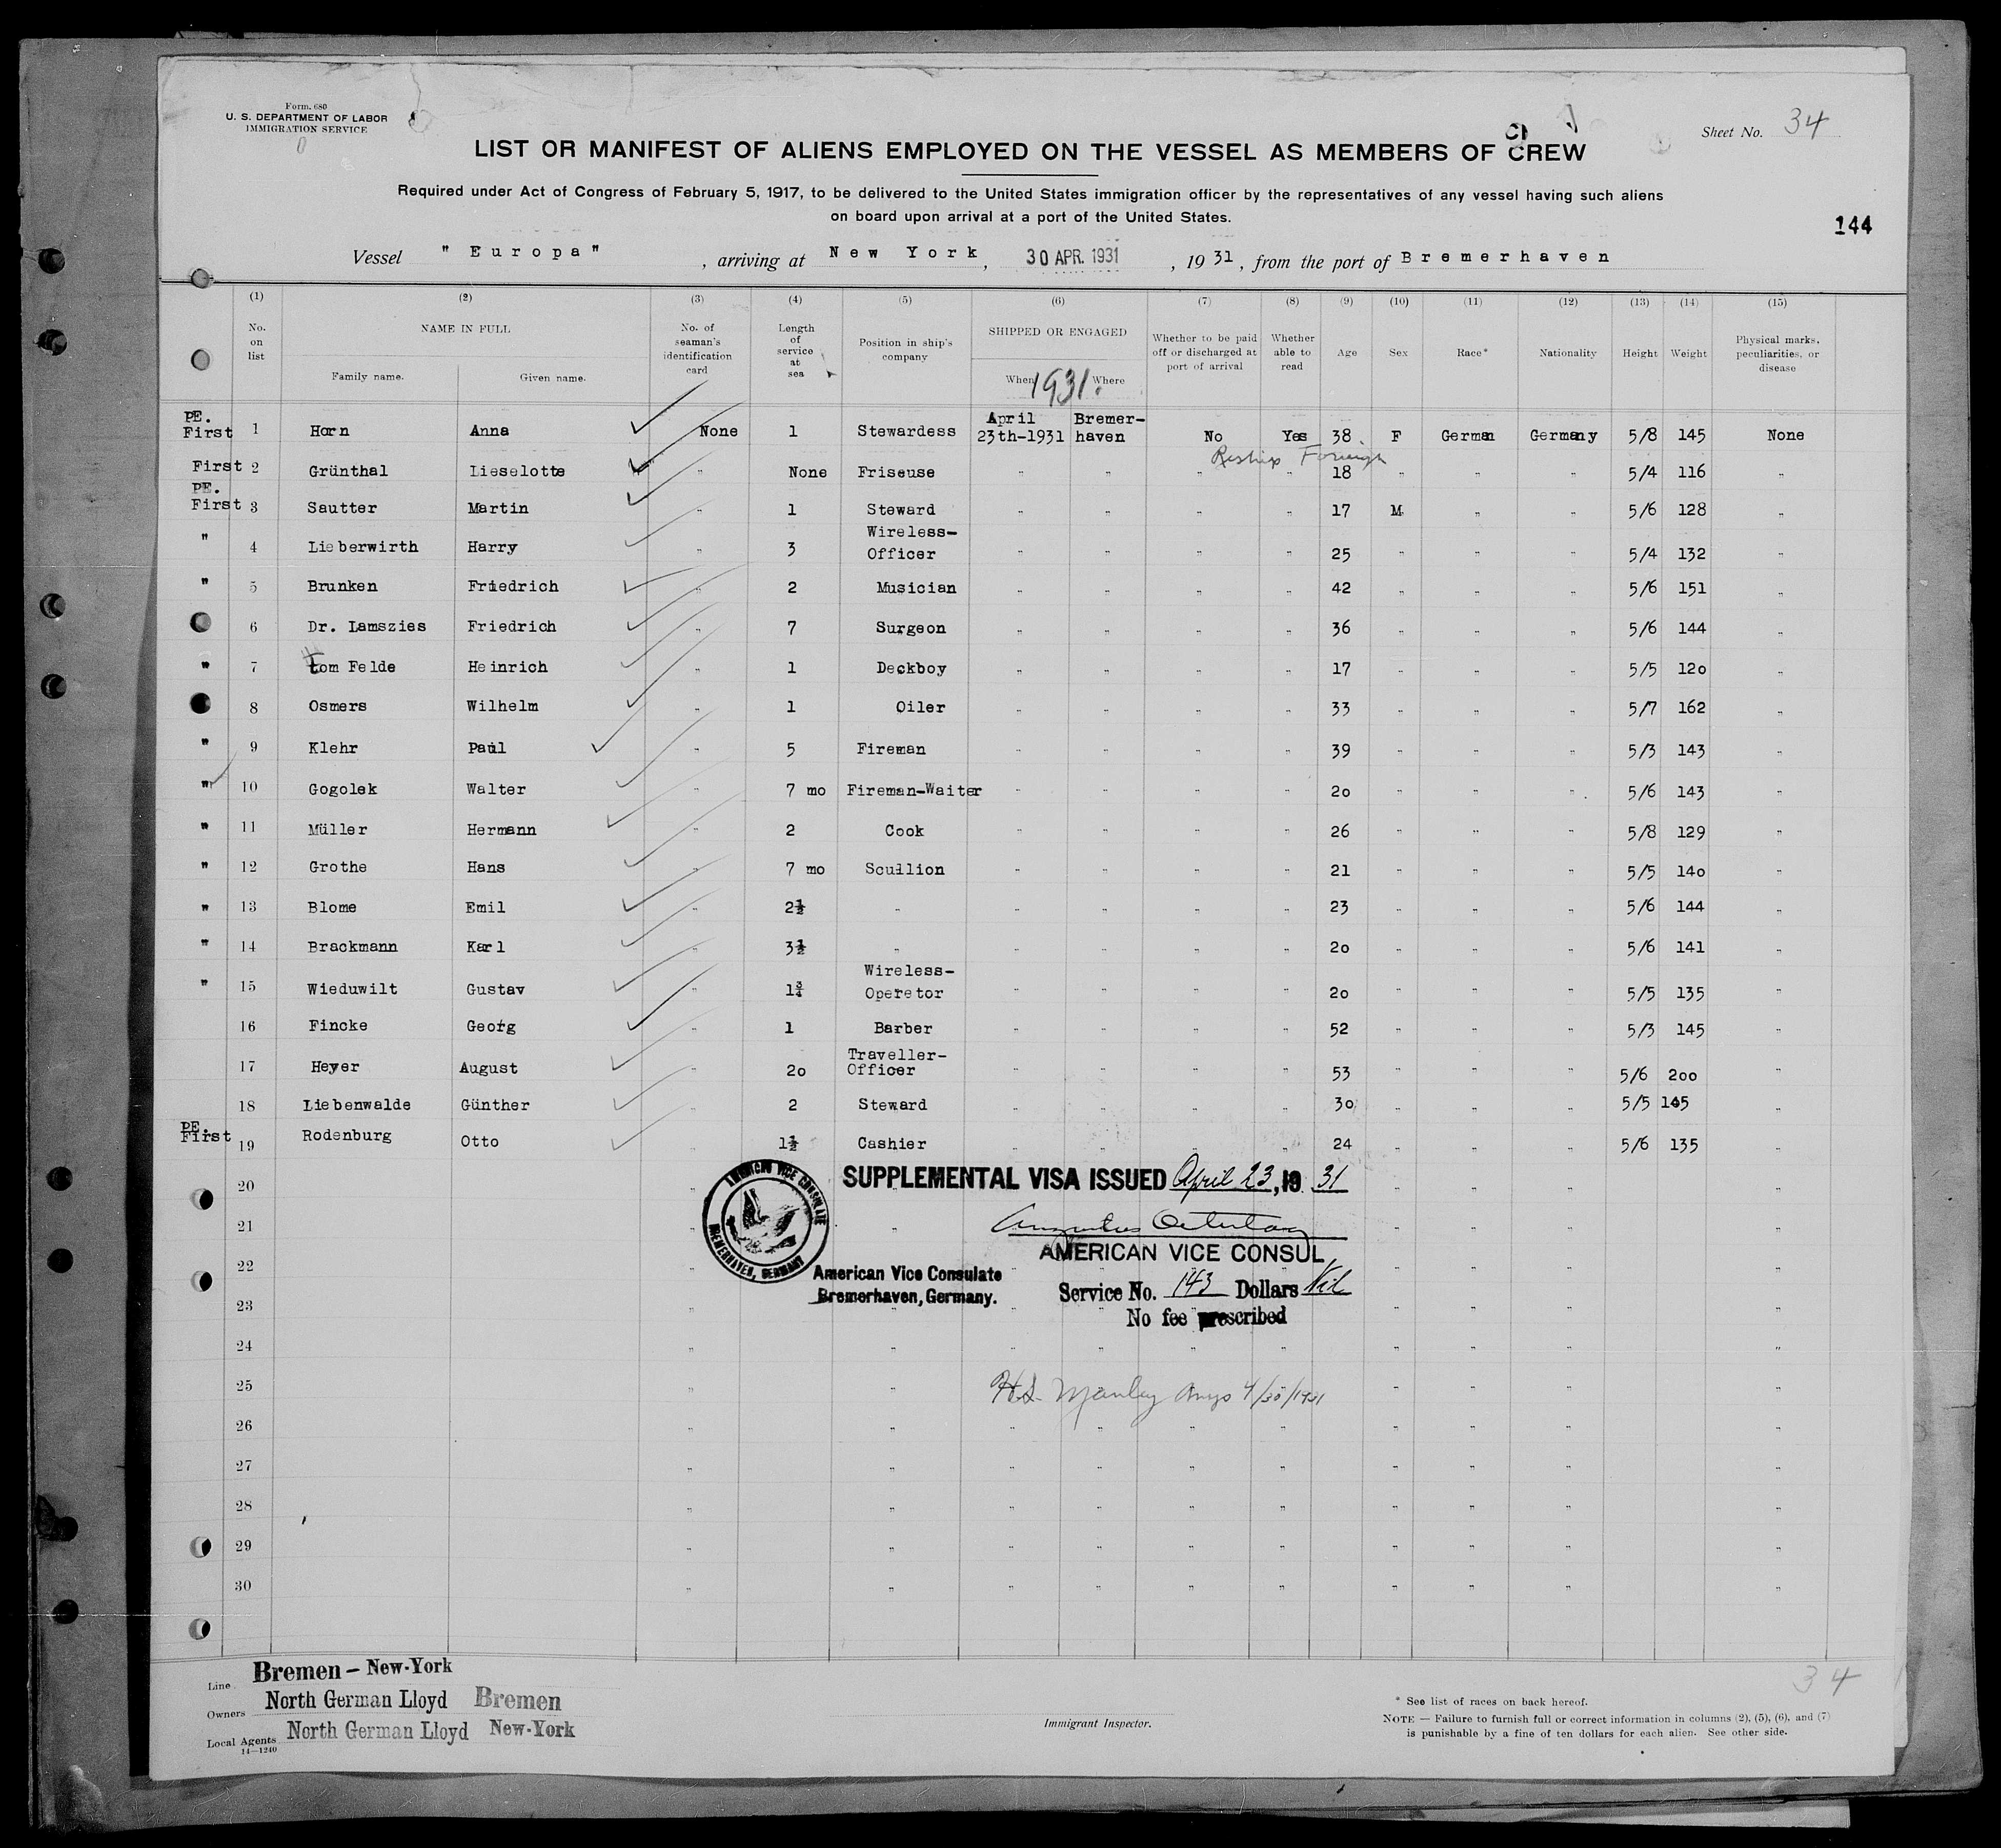 Form. 680
U. S. DEPARTMENT OF LABOR
IMMIGRATION SERVICE
Sheet No. 34
LIST OR MANIFEST OF ALIENS EMPLOYED ON THE VESSEL AS MEMBERS OF CREW
Required under Act of Congress of February 5, 1917, to be delivered to the United States immigration officer by the representatives of any vessel having such aliens
on board upon arrival at a port of the United States.
144
Vessel "Europa", arriving at New York, 30 APR. 1931, 1931, from the port of Bremerhaven
(1) (2) (3) (4) (5) (6) (7) (8) (9) (10) (11) (12) (13) (14) (15)
No. on list NAME IN FULL Family name. Given name. No. of seaman's identification card Length of service at sea Position in ship's company SHIPPED OR ENGAGED When 1931. Where Whether to be paid off or discharged at port of arrival Whether able to read Age Sex Race* Nationality Height Weight Physical marks, peculiarities, or disease
PE. First 1 Horn Anna None 1 Stewardess April 23th-1931 Bremer-haven No Yes 38 F German Germany 5/8 145 None
Reship Foreign
First 2 Grünthal Lieselotte " None Friseuse " " " " 18 " " " 5/4 116 "
PE. First 3 Sautter Martin " 1 Steward " " " " 17 M " " 5/6 128 "
" 4 Lieberwirth Harry " 3 Wireless-Officer " " " " 25 " " " 5/4 132 "
" 5 Brunken Friedrich " 2 Musician " " " " 42 " " " 5/6 151 "
6 Dr. Lamszies Friedrich " 7 Surgeon " " " " 36 " " " 5/6 144 "
" 7 tom Felde Heinrich " 1 Deckboy " " " " 17 " " " 5/5 120 "
8 Osmers Wilhelm " 1 Oiler " " " " 33 " " " 5/7 162 "
" 9 Klehr Paul " 5 Fireman " " " " 39 " " " 5/3 143 "
" 10 Gogolek Walter " 7 mo Fireman-Waiter " " " " 20 " " " 5/6 143 "
" 11 Müller Hermann " 2 Cook " " " " 26 " " " 5/8 129 "
" 12 Grothe Hans " 7 mo Scullion " " " " 21 " " " 5/5 140 "
" 13 Blome Emil " 2½ " " " " " 23 " " " 5/6 144 "
" 14 Brackmann Karl " 3½ " " " " " 20 " " " 5/6 141 "
" 15 Wieduwilt Gustav " 1¾ Wireless-Operetor " " " " 20 " " " 5/5 135 "
16 Fincke Georg " 1 Barber " " " " 52 " " " 5/3 145 "
17 Heyer August " 20 Traveller-Officer " " " " 53 " " " 5/6 200 "
18 Liebenwalde Günther " 2 Steward " " " " 30 " " " 5/5 145 "
PE. First 19 Rodenburg Otto " 1½ Cashier " " " " 24 " " " 5/6 135 "
20
SUPPLEMENTAL VISA ISSUED April 23, 1931
21
AMERICAN VICE CONSULATE
BREMERHAVEN, GERMANY
AMERICAN VICE CONSUL
22
American Vice Consulate
Bremerhaven, Germany.
Service No. 143 Dollars Nil
23
No fee prescribed
24
25 H.S. Manley 4/30/1931
26
27
28
29
30
Line Bremen – New-York
Owners North German Lloyd Bremen
Local Agents North German Lloyd New-York
14—1240
Immigrant Inspector.
34
* See list of races on back hereof.
NOTE — Failure to furnish full or correct information in columns (2), (5), (6), and (7)
is punishable by a fine of ten dollars for each alien. See other side.